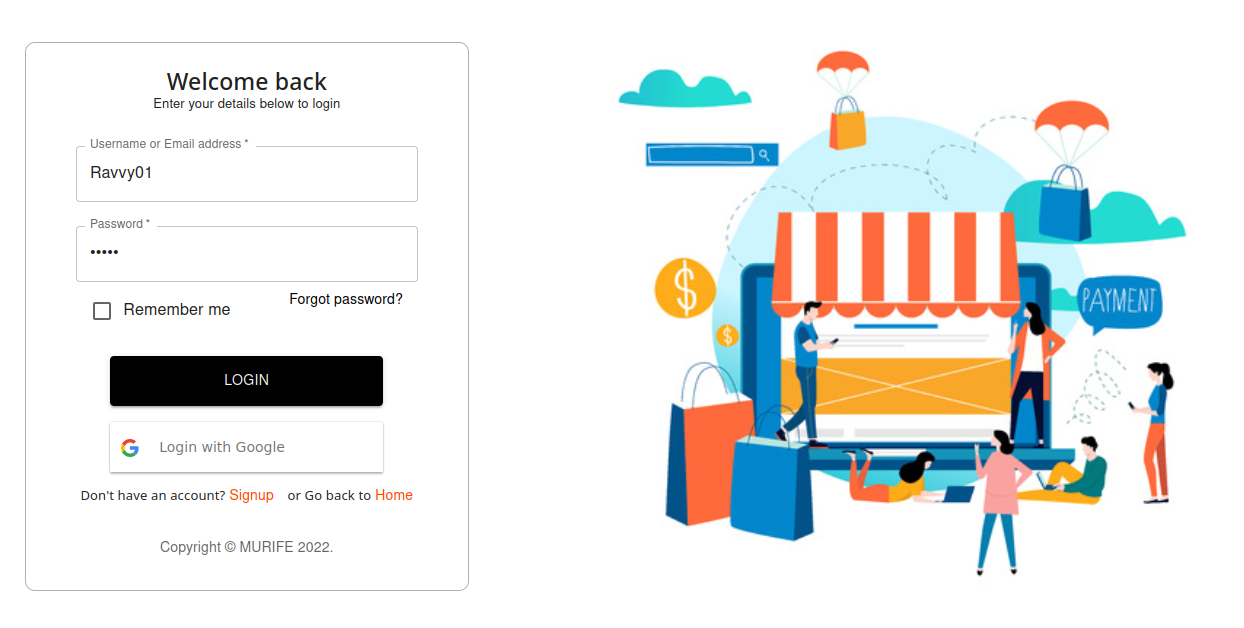 Welcome back
Enter your details below to login
Username or Email address *
Ravvy01
Password *
•••••
Remember me
Forgot password?
LOGIN
Login with Google
Don't have an account? Signup or Go back to Home
Copyright © MURIFE 2022.
$
$
PAYMENT